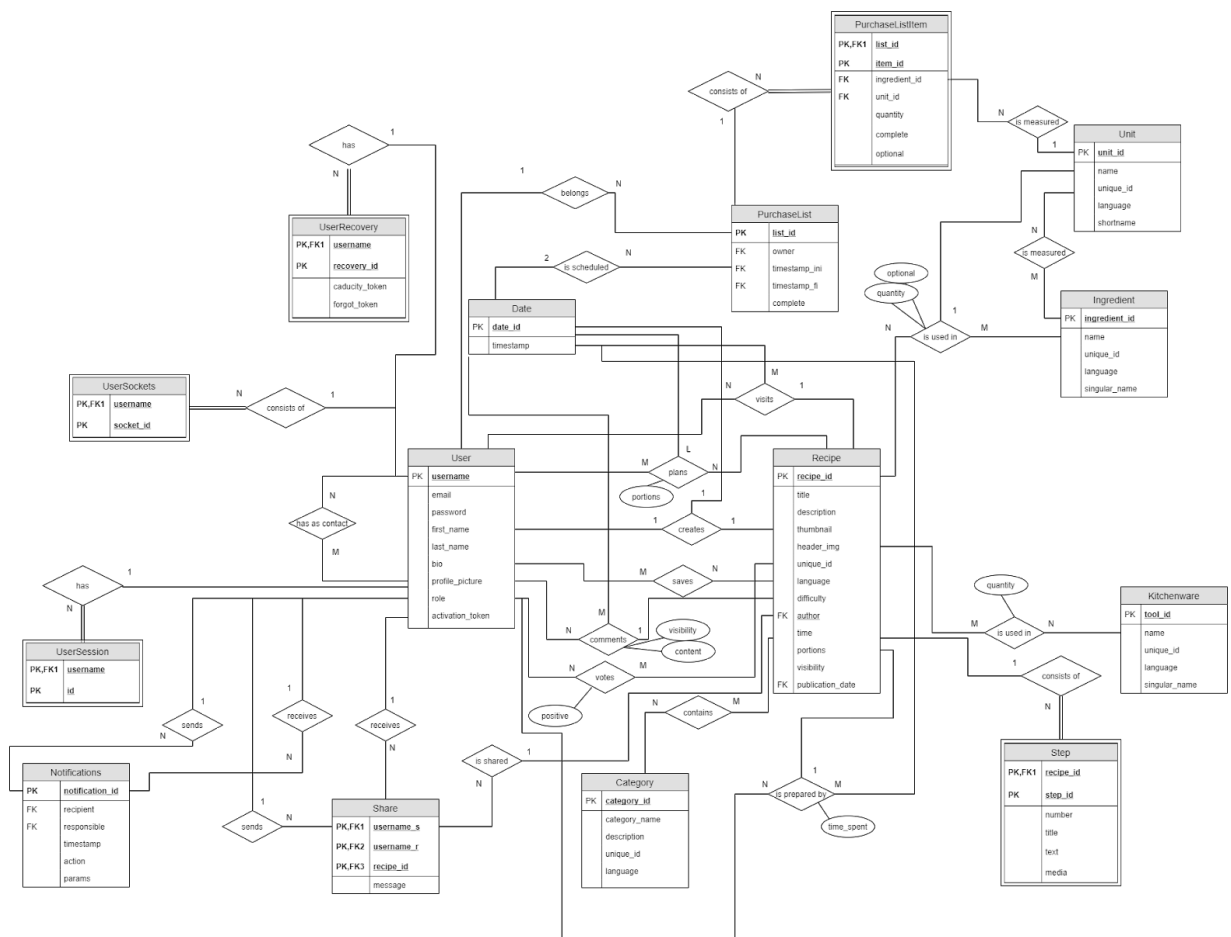 PurchaseListItem
PK,FK1 list_id
PK item_id
FK ingredient_id
FK unit_id
quantity
complete
optional
consists of
N
1
N
is measured
1
Unit
PK unit_id
name
unique_id
language
shortname
has
1
N
UserRecovery
PK,FK1 username
PK recovery_id
caducity_token
forgot_token
1
belongs
N
PurchaseList
PK list_id
FK owner
FK timestamp_ini
FK timestamp_fi
complete
2
is scheduled
N
N
is measured
M
optional
quantity
1
N
is used in
M
Ingredient
PK ingredient_id
name
unique_id
language
singular_name
Date
PK date_id
timestamp
UserSockets
PK,FK1 username
PK socket_id
N
consists of
1
M
N
visits
1
User
PK username
email
password
first_name
last_name
bio
profile_picture
role
activation_token
L
M
plans
N
portions
1
1
creates
1
M
saves
N
M
N
comments
1
visibility
content
N
votes
M
positive
Recipe
PK recipe_id
title
description
thumbnail
header_img
unique_id
language
difficulty
FK author
time
portions
visibility
FK publication_date
N
has as contact
M
has
1
N
UserSession
PK,FK1 username
PK id
quantity
M
is used in
N
Kitchenware
PK tool_id
name
unique_id
language
singular_name
1
consists of
N
Step
PK,FK1 recipe_id
PK step_id
number
title
text
media
1
sends
N
1
receives
N
1
receives
N
N
contains
M
is shared
1
N
Notifications
PK notification_id
FK recipient
FK responsible
timestamp
action
params
1
sends
N
Share
PK,FK1 username_s
PK,FK2 username_r
PK,FK3 recipe_id
message
Category
PK category_id
category_name
description
unique_id
language
1
N
is prepared by
M
time_spent